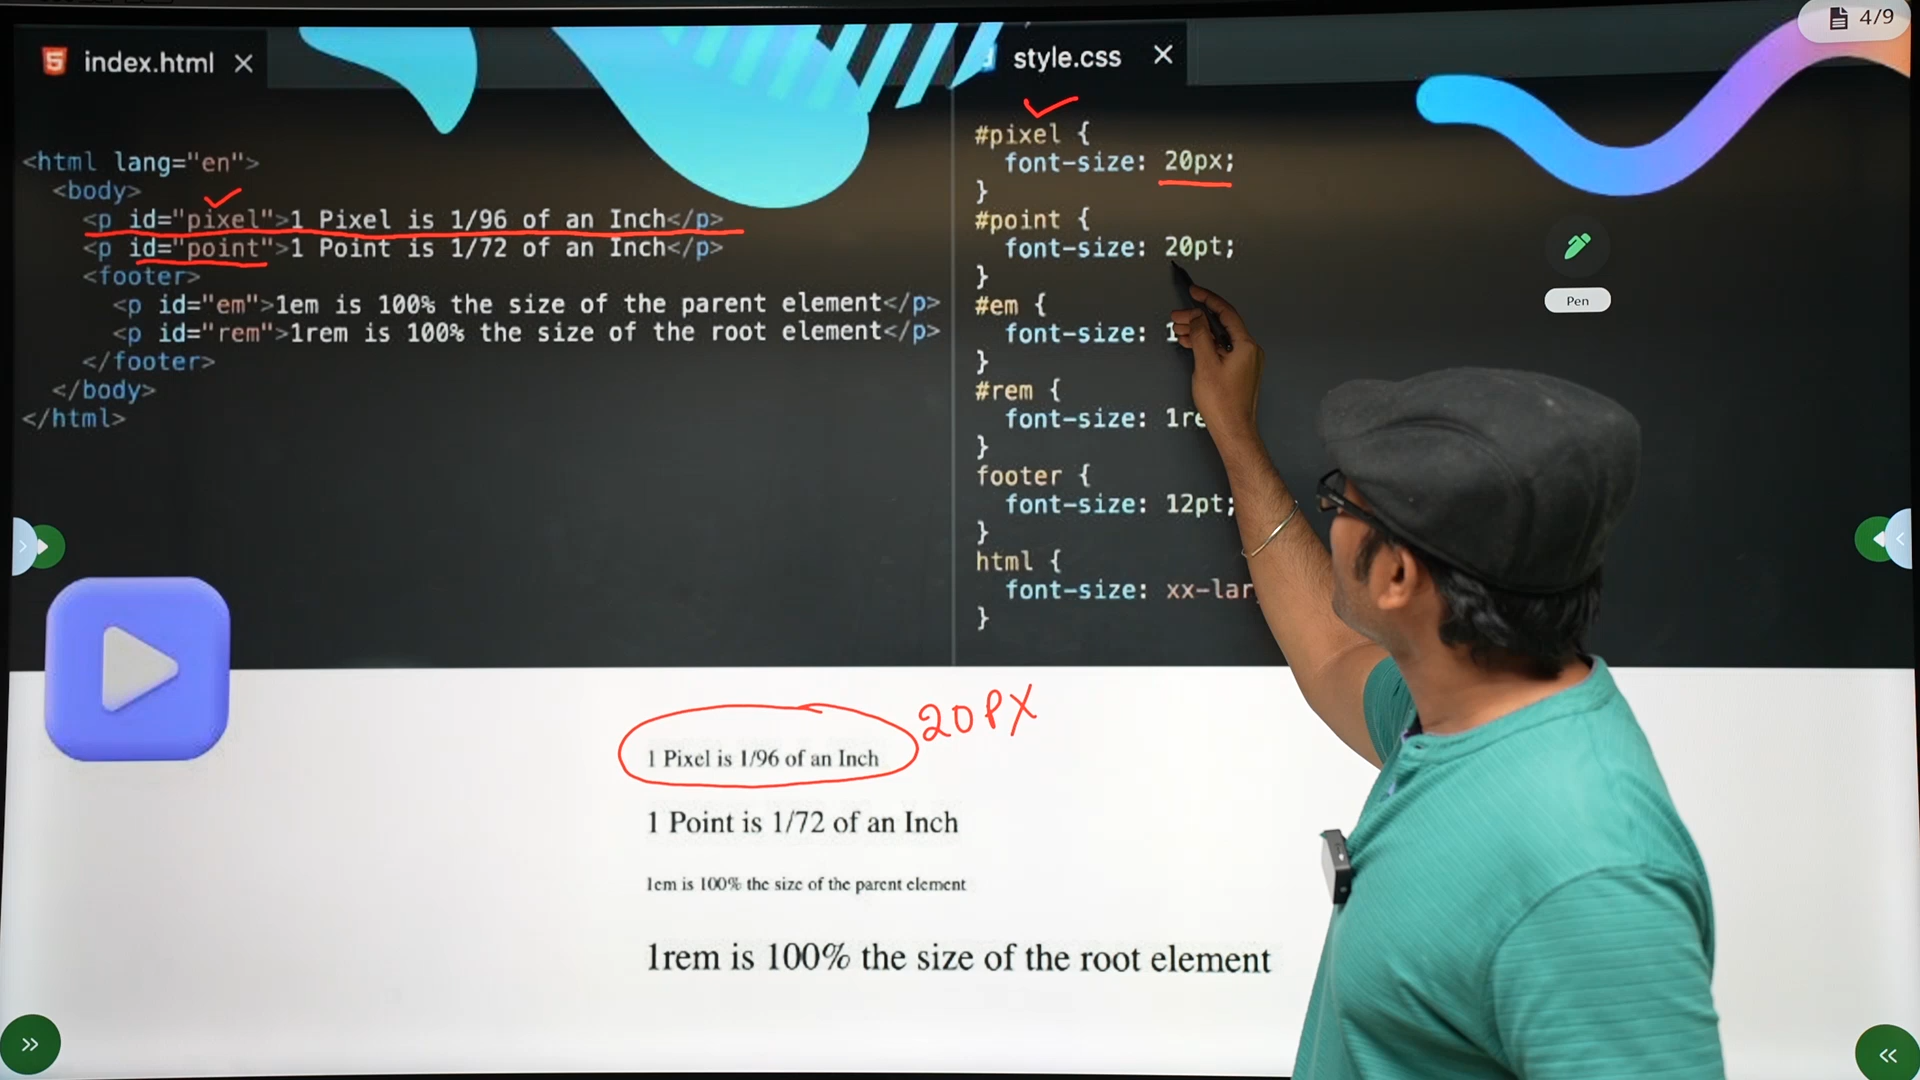 4/9
index.html ×
style.css ×
<html lang="en">
<body>
<p id="pixel">1 Pixel is 1/96 of an Inch</p>
<p id="point">1 Point is 1/72 of an Inch</p>
<footer>
<p id="em">1em is 100% the size of the parent element</p>
<p id="rem">1rem is 100% the size of the root element</p>
</footer>
</body>
</html>
#pixel {
font-size: 20px;
}
#point {
font-size: 20pt;
}
#em {
font-size: 1
}
#rem {
font-size: 1re
}
footer {
font-size: 12pt;
}
html {
font-size: xx-lar
}
Pen
20PX
1 Pixel is 1/96 of an Inch
1 Point is 1/72 of an Inch
1em is 100% the size of the parent element
1rem is 100% the size of the root element